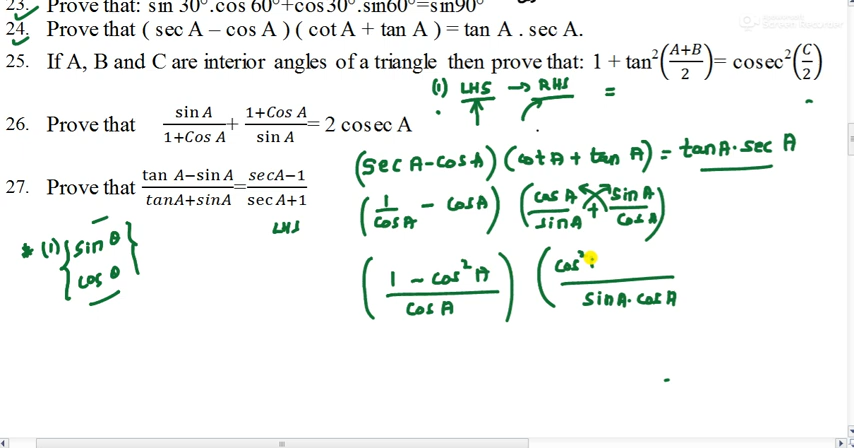 23. Prove that: sin 30°.cos 60°+cos30°.sm60°=sm90°
24. Prove that ( sec A – cos A ) ( cot A + tan A ) = tan A . sec A.
25. If A, B and C are interior angles of a triangle then prove that: 1 + tan²((A+B)/2) = cosec²(C/2)
(1) LHS → RHS =
26. Prove that sin A/(1+Cos A) + (1+Cos A)/sin A = 2 cosec A
(sec A - cos A) (cot A + tan A) = tan A · sec A
27. Prove that (tan A−sin A)/(tanA+sinA) = (secA−1)/(sec A+1)
LHS
(1/cos A - cos A) (cos A/sin A + sin A/cos A)
* (1) { sin θ
cos θ }
(1 - cos² A/cos A) (cos²/sin A · cos A